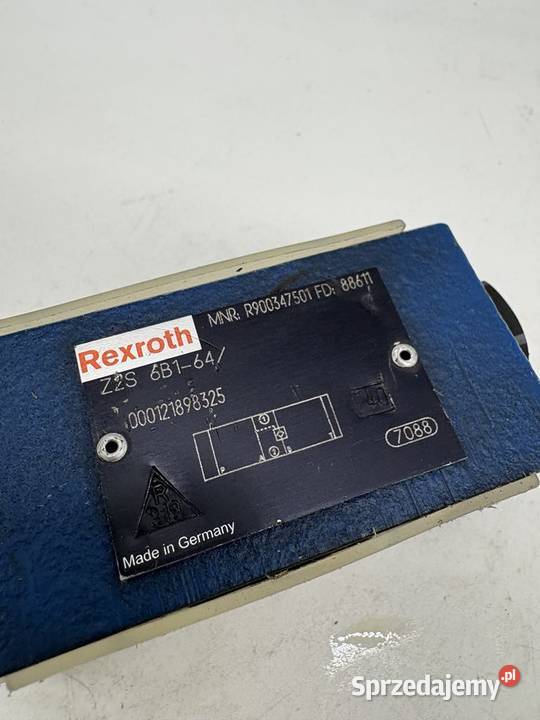 MNR: R900347501 FD: 88611
Rexroth
Z2S 6B1-64/
000121898325
7088
P A B T
Made in Germany
Sprzedajemy.pl